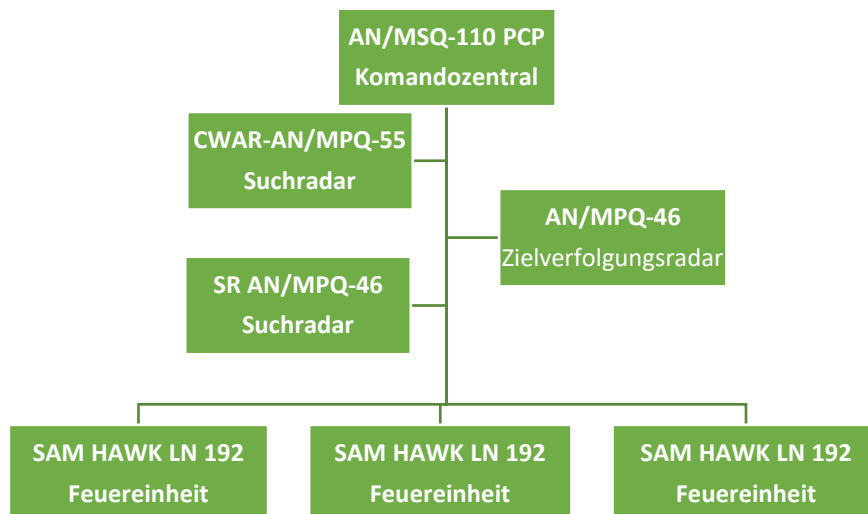 AN/MSQ-110 PCP
Komandozentral
CWAR-AN/MPQ-55
Suchradar
AN/MPQ-46
Zielverfolgungsradar
SR AN/MPQ-46
Suchradar
SAM HAWK LN 192
Feuereinheit
SAM HAWK LN 192
Feuereinheit
SAM HAWK LN 192
Feuereinheit